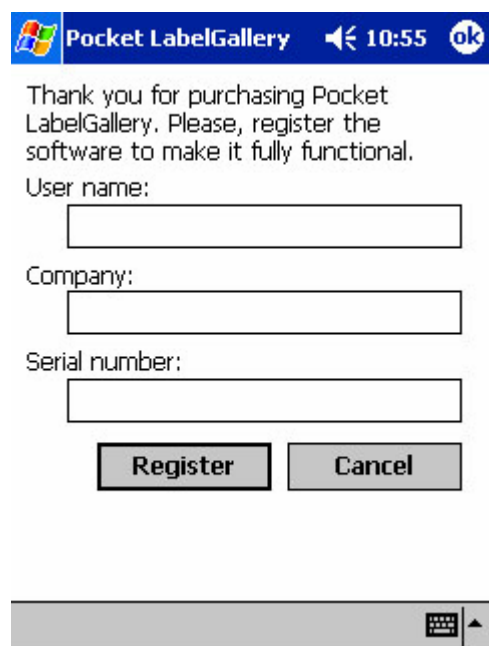 Pocket LabelGallery 10:55 ok
Thank you for purchasing Pocket
LabelGallery. Please, register the
software to make it fully functional.
User name:
Company:
Serial number:
Register Cancel